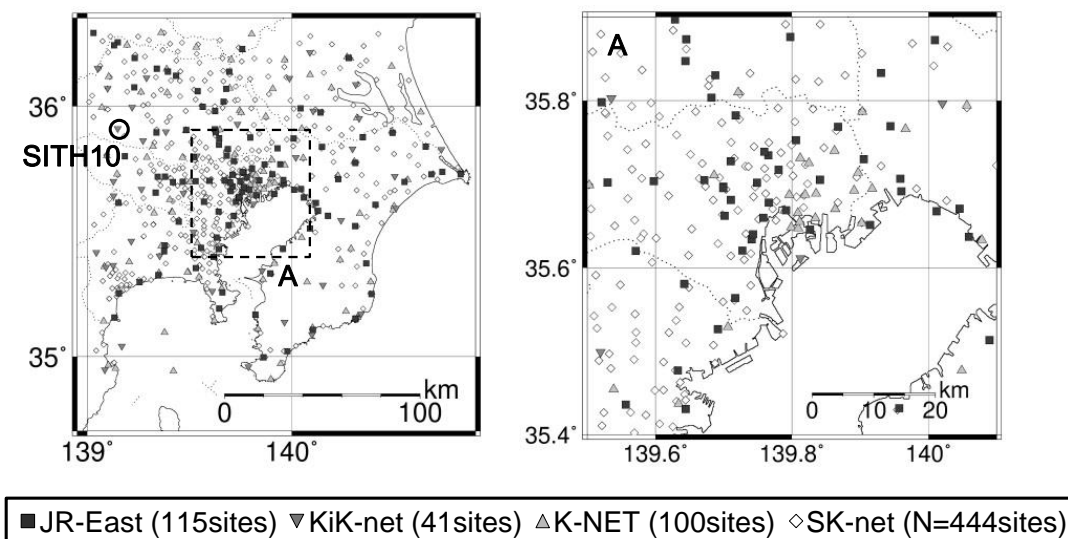 A
36°
35.8°
SITH10
35.6°
A
35°
km
0 100
km
0 10 20
35.4°
139° 140°
139.6° 139.8° 140°
JR-East (115sites) KiK-net (41sites) K-NET (100sites) SK-net (N=444sites)